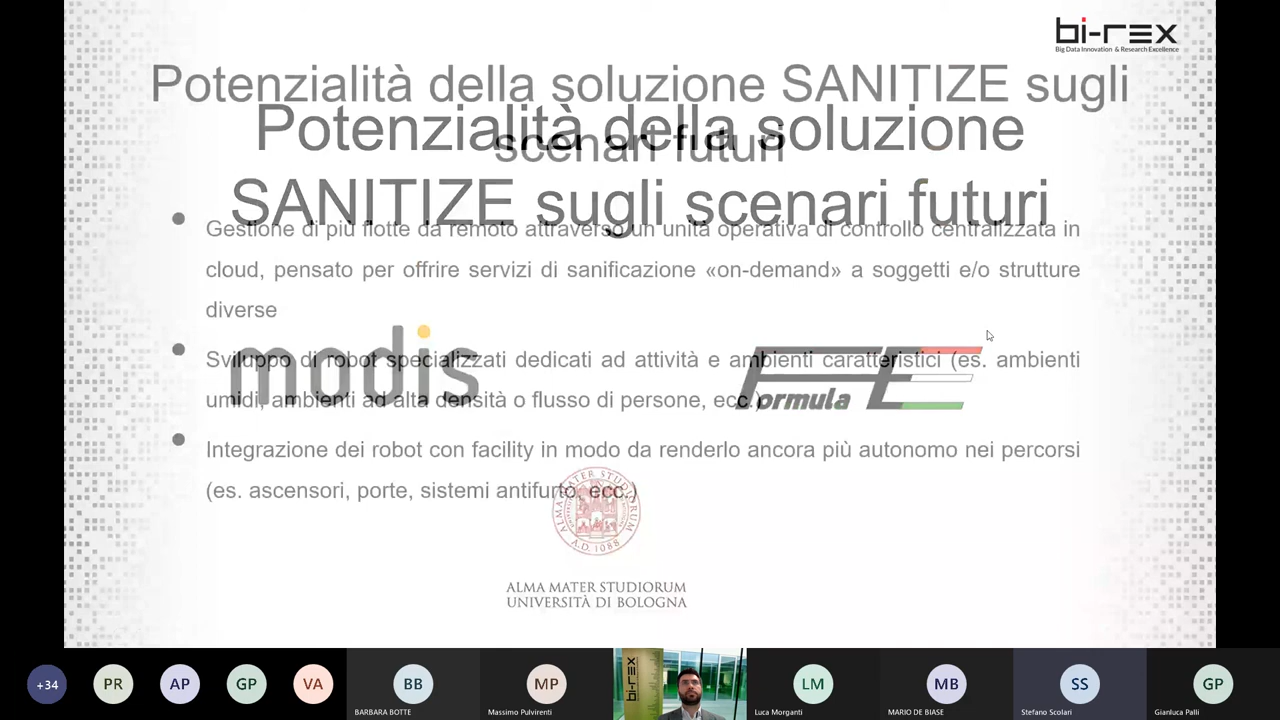 bi-rex
Big Data Innovation & Research Excellence
Potenzialità della soluzione SANITIZE sugli
scenari futuri
Potenzialità della soluzione
SANITIZE sugli scenari futuri
Gestione di più flotte da remoto attraverso un unità operativa di controllo centralizzata in
cloud, pensato per offrire servizi di sanificazione «on-demand» a soggetti e/o strutture
diverse
Sviluppo di robot specializzati dedicati ad attività e ambienti caratteristici (es. ambienti
umidi, ambienti ad alta densità o flusso di persone, ecc.)
modis
Formula
Integrazione dei robot con facility in modo da renderlo ancora più autonomo nei percorsi
(es. ascensori, porte, sistemi antifurto, ecc.)
A.D. 1088
ALMA MATER STUDIORUM
UNIVERSITÀ DI BOLOGNA
+34
PR
AP
GP
VA
BB
BARBARA BOTTE
MP
Massimo Pulvirenti
bi-rex
LM
Luca Morganti
MB
MARIO DE BIASE
SS
Stefano Scolari
GP
Gianluca Palli